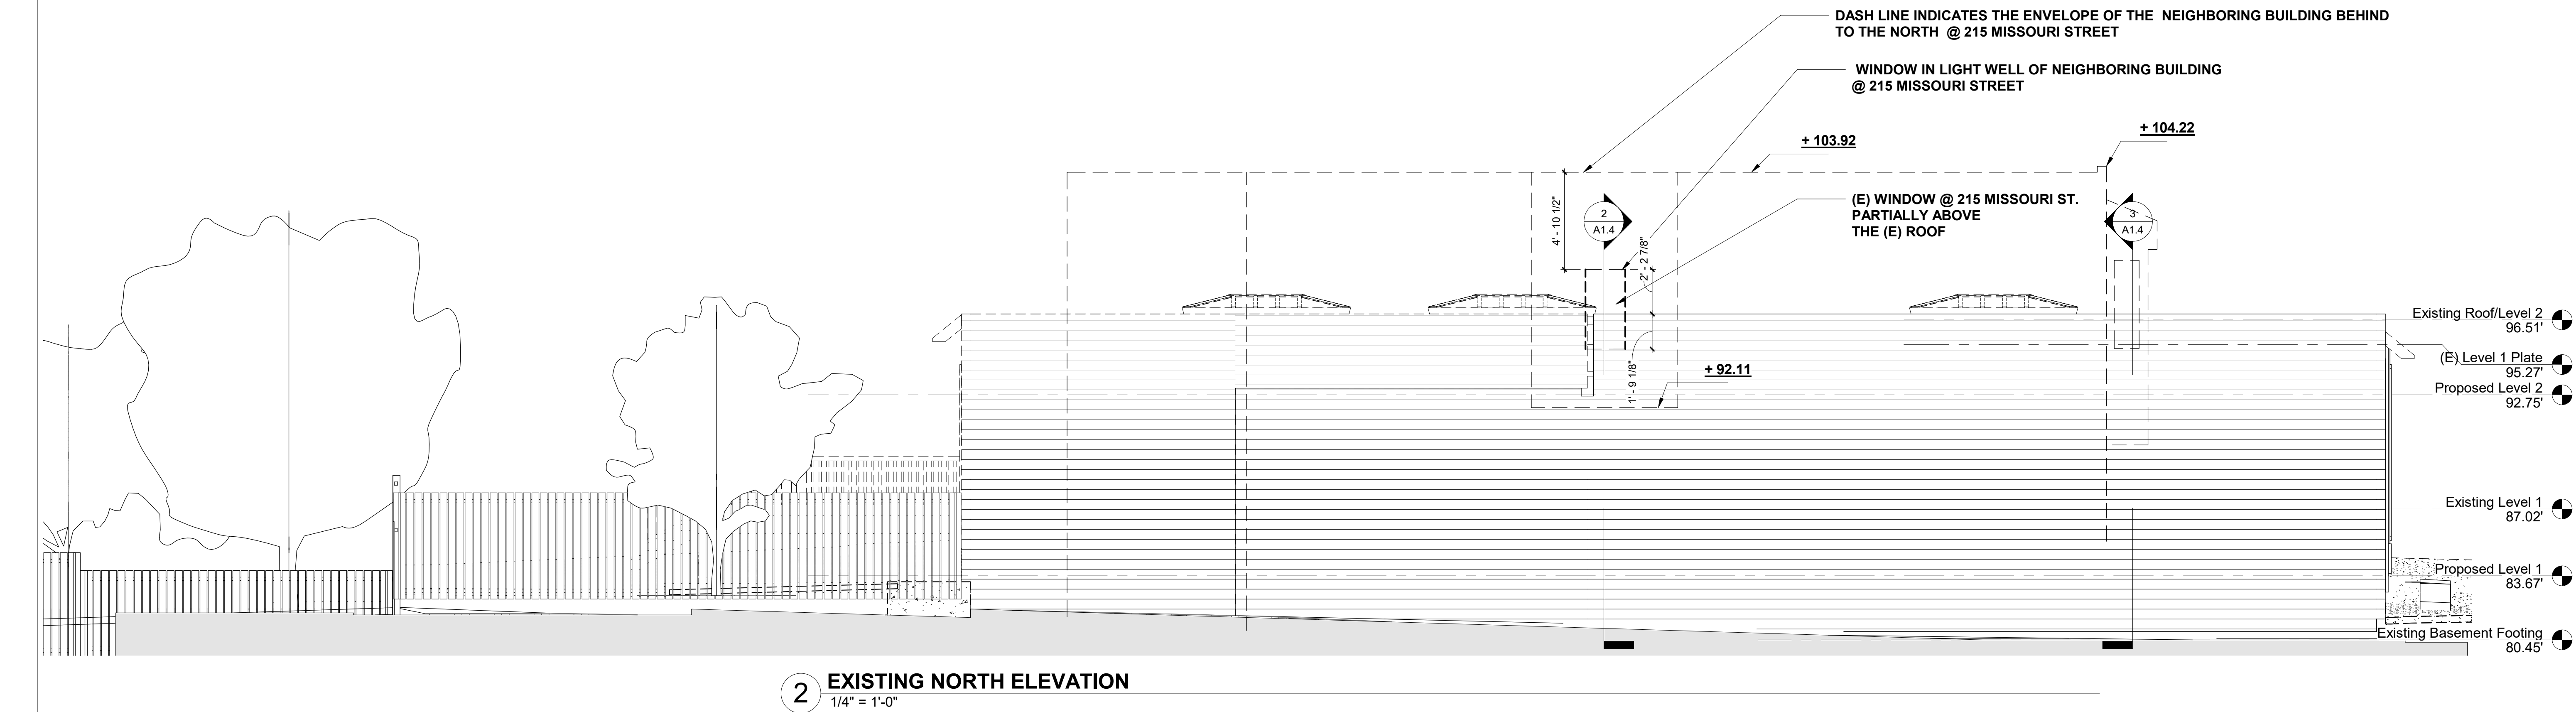 DASH LINE INDICATES THE ENVELOPE OF THE NEIGHBORING BUILDING BEHIND
TO THE NORTH @ 215 MISSOURI STREET
WINDOW IN LIGHT WELL OF NEIGHBORING BUILDING
@ 215 MISSOURI STREET
+ 104.22
+ 103.92
(E) WINDOW @ 215 MISSOURI ST.
PARTIALLY ABOVE
THE (E) ROOF
4' - 10 1/2"
2
A1.4
3
A1.4
2' - 2 7/8"
1' - 9 1/8"
+ 92.11
Existing Roof/Level 2
96.51'
(E) Level 1 Plate
95.27'
Proposed Level 2
92.75'
Existing Level 1
87.02'
Proposed Level 1
83.67'
Existing Basement Footing
80.45'
2
EXISTING NORTH ELEVATION
1/4" = 1'-0"